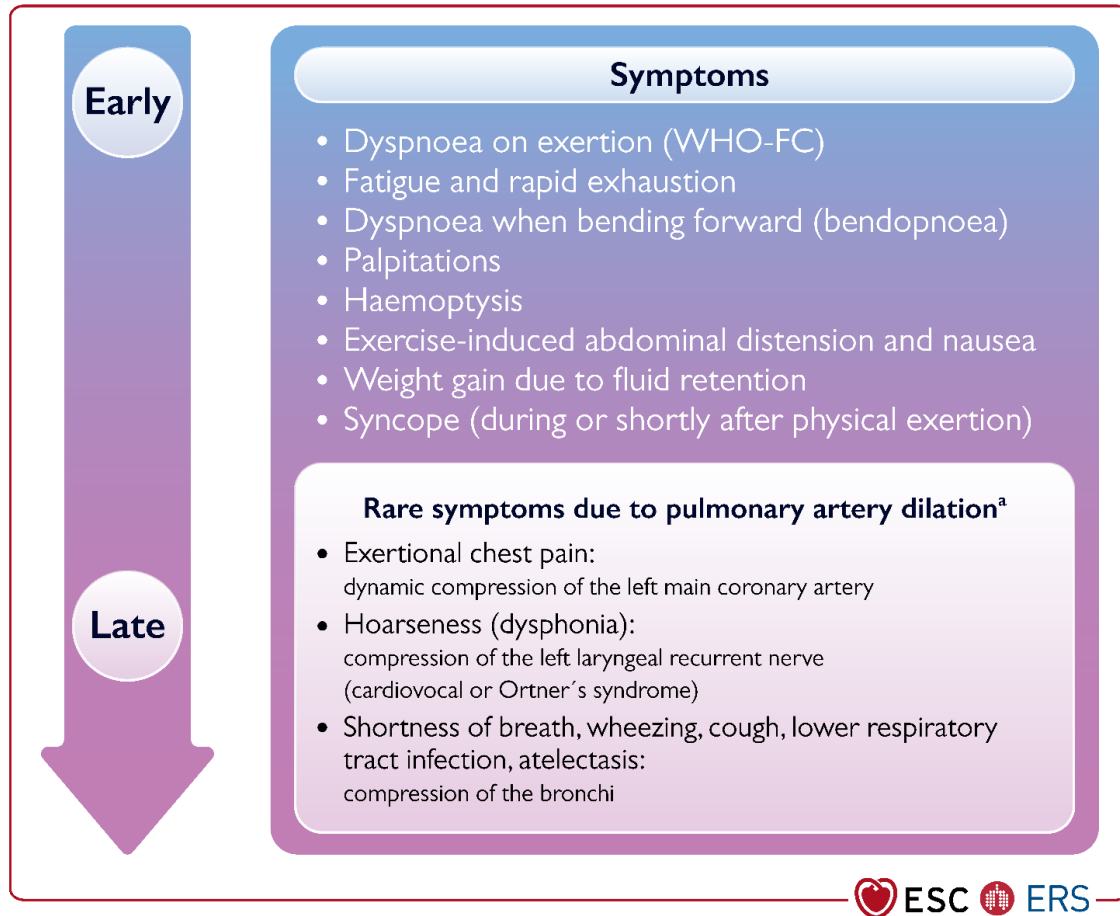 Early
Symptoms
• Dyspnoea on exertion (WHO-FC)
• Fatigue and rapid exhaustion
• Dyspnoea when bending forward (bendopnoea)
• Palpitations
• Haemoptysis
• Exercise-induced abdominal distension and nausea
• Weight gain due to fluid retention
• Syncope (during or shortly after physical exertion)
Rare symptoms due to pulmonary artery dilationᵃ
• Exertional chest pain:
dynamic compression of the left main coronary artery
Late
• Hoarseness (dysphonia):
compression of the left laryngeal recurrent nerve
(cardiovocal or Ortner´s syndrome)
• Shortness of breath, wheezing, cough, lower respiratory
tract infection, atelectasis:
compression of the bronchi
ESC ERS